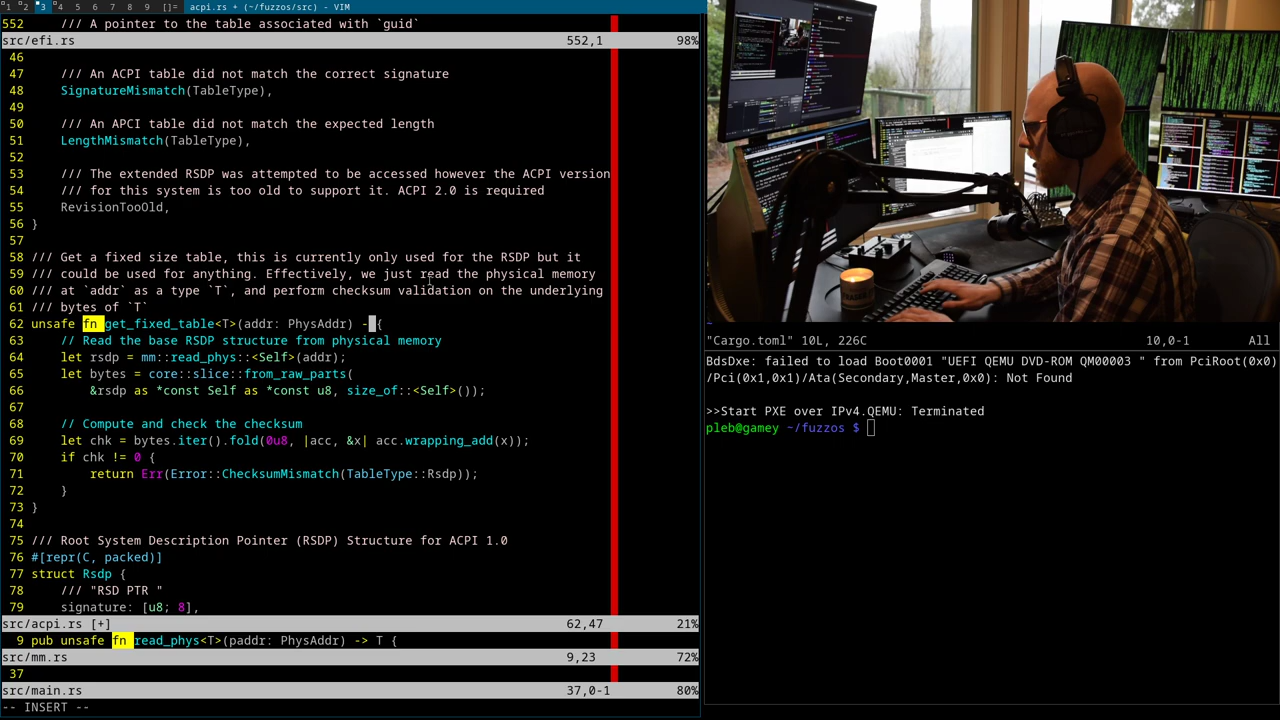 1 2 3 4 5 6 7 8 9 []= acpi.rs + (~/fuzzos/src) - VIM
552     /// A pointer to the table associated with `guid`
src/efi.rs 552,1 98%
46
47     /// An ACPI table did not match the correct signature
48     SignatureMismatch(TableType),
49
50     /// An APCI table did not match the expected length
51     LengthMismatch(TableType),
52
53     /// The extended RSDP was attempted to be accessed however the ACPI version
54     /// for this system is too old to support it. ACPI 2.0 is required
55     RevisionTooOld,
56 }
57
58 /// Get a fixed size table, this is currently only used for the RSDP but it
59 /// could be used for anything. Effectively, we just read the physical memory
60 /// at `addr` as a type `T`, and perform checksum validation on the underlying
61 /// bytes of `T`
62 unsafe fn get_fixed_table<T>(addr: PhysAddr) - {
63     // Read the base RSDP structure from physical memory
64     let rsdp = mm::read_phys::<Self>(addr);
65     let bytes = core::slice::from_raw_parts(
66         &rsdp as *const Self as *const u8, size_of::<Self>());
67
68     // Compute and check the checksum
69     let chk = bytes.iter().fold(0u8, |acc, &x| acc.wrapping_add(x));
70     if chk != 0 {
71         return Err(Error::ChecksumMismatch(TableType::Rsdp));
72     }
73 }
74
75 /// Root System Description Pointer (RSDP) Structure for ACPI 1.0
76 #[repr(C, packed)]
77 struct Rsdp {
78     /// "RSD PTR "
79     signature: [u8; 8],
src/acpi.rs [+] 62,47 21%
9 pub unsafe fn read_phys<T>(paddr: PhysAddr) -> T {
src/mm.rs 9,23 72%
37
src/main.rs 37,0-1 80%
-- INSERT --
~
"Cargo.toml" 10L, 226C 10,0-1 All
BdsDxe: failed to load Boot0001 "UEFI QEMU DVD-ROM QM00003 " from PciRoot(0x0)
/Pci(0x1,0x1)/Ata(Secondary,Master,0x0): Not Found
>>Start PXE over IPv4.QEMU: Terminated
pleb@gamey ~/fuzzos $